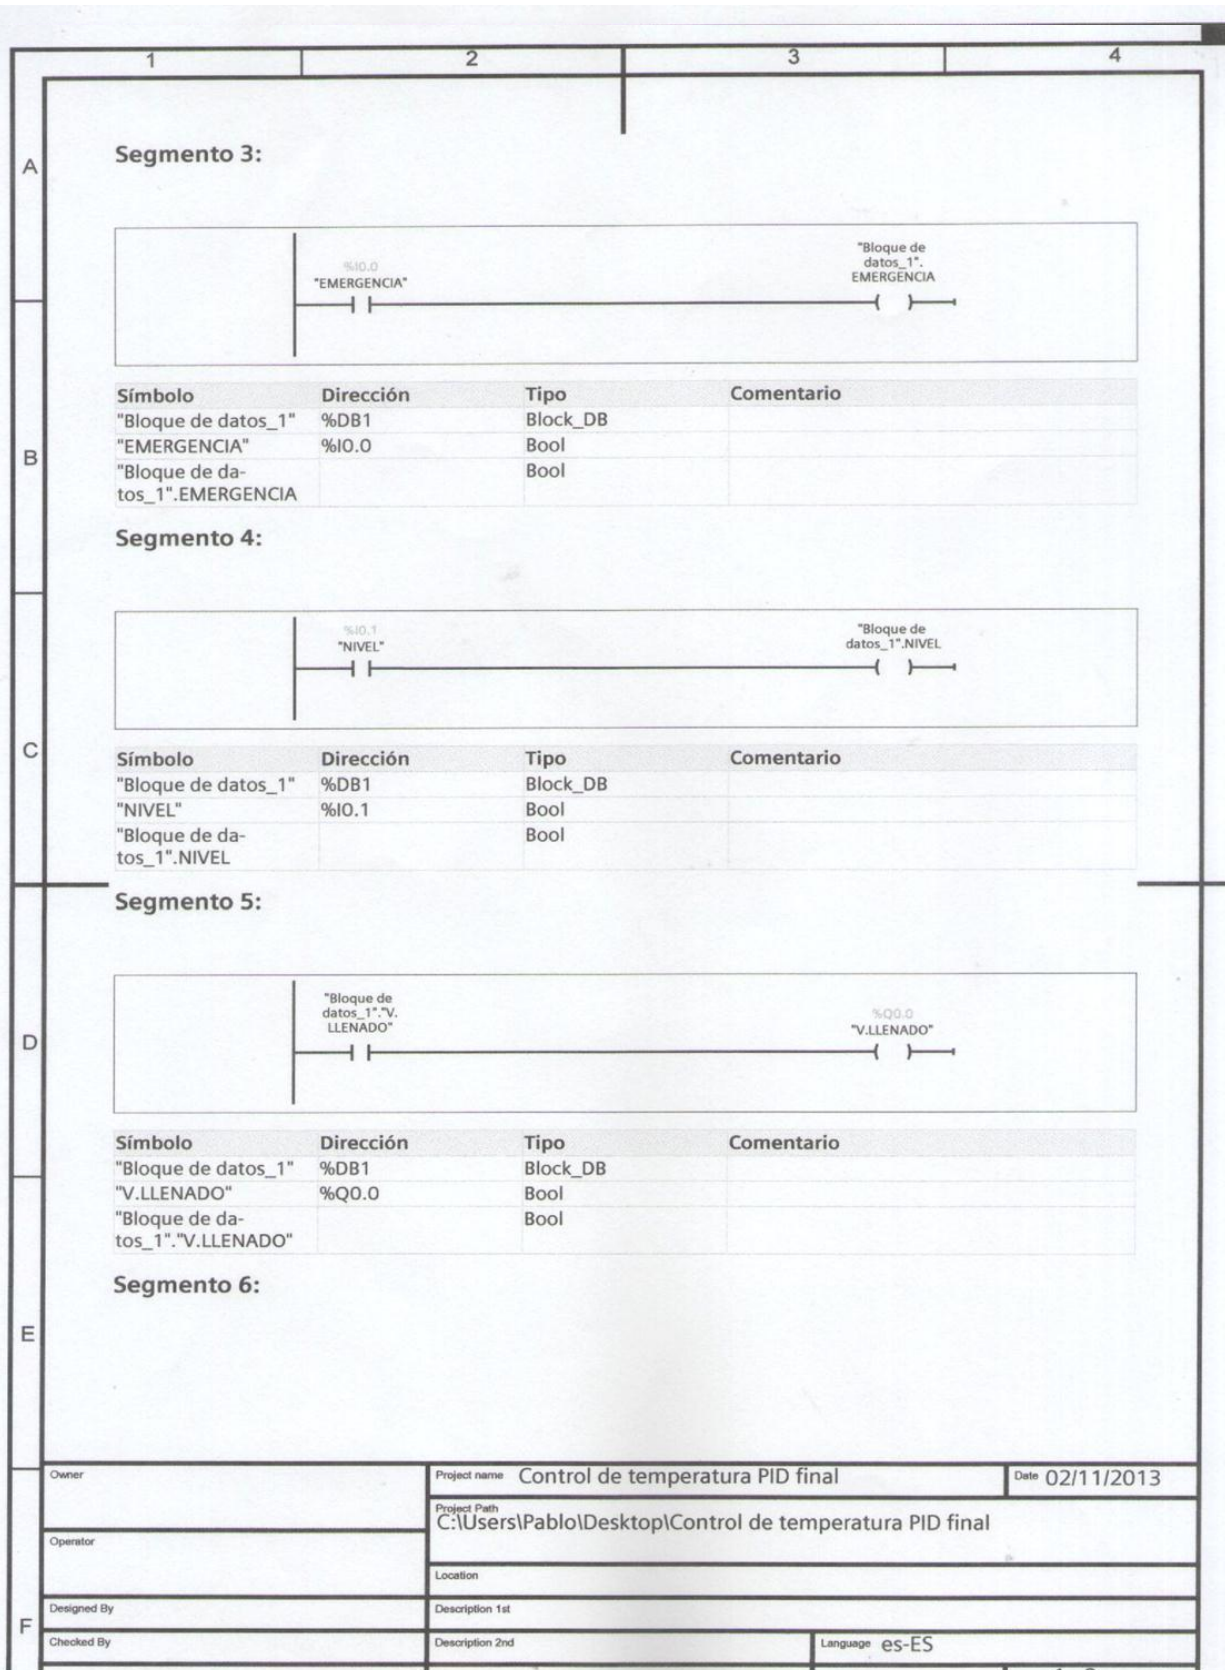 1 2 3 4
A
Segmento 3:
%I0.0
"EMERGENCIA"
"Bloque de
datos_1".
EMERGENCIA
Símbolo Dirección Tipo Comentario
"Bloque de datos_1" %DB1 Block_DB
"EMERGENCIA" %I0.0 Bool
B
"Bloque de da- Bool
tos_1".EMERGENCIA
Segmento 4:
%I0.1
"NIVEL"
"Bloque de
datos_1".NIVEL
C
Símbolo Dirección Tipo Comentario
"Bloque de datos_1" %DB1 Block_DB
"NIVEL" %I0.1 Bool
"Bloque de da- Bool
tos_1".NIVEL
Segmento 5:
"Bloque de
datos_1"."V.
LLENADO"
%Q0.0
"V.LLENADO"
D
Símbolo Dirección Tipo Comentario
"Bloque de datos_1" %DB1 Block_DB
"V.LLENADO" %Q0.0 Bool
"Bloque de da- Bool
tos_1"."V.LLENADO"
Segmento 6:
E
Owner
Project name Control de temperatura PID final
Date 02/11/2013
Project Path
C:\Users\Pablo\Desktop\Control de temperatura PID final
Operator
Location
Designed By
Description 1st
F
Checked By
Description 2nd
Language es-ES